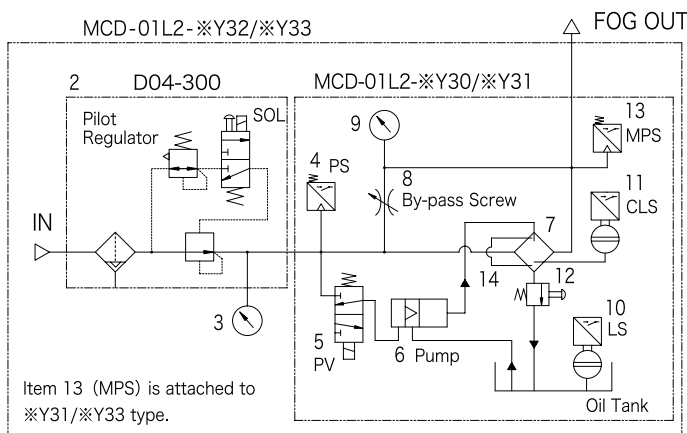 MCD-01L2-※Y32/※Y33
FOG OUT
2
D04-300
MCD-01L2-※Y30/※Y31
Pilot
Regulator
SOL
9
13
MPS
4 PS
8
By-pass Screw
11
CLS
IN
7
14
12
3
5
PV
6 Pump
10
LS
Item 13 (MPS) is attached to
※Y31/※Y33 type.
Oil Tank